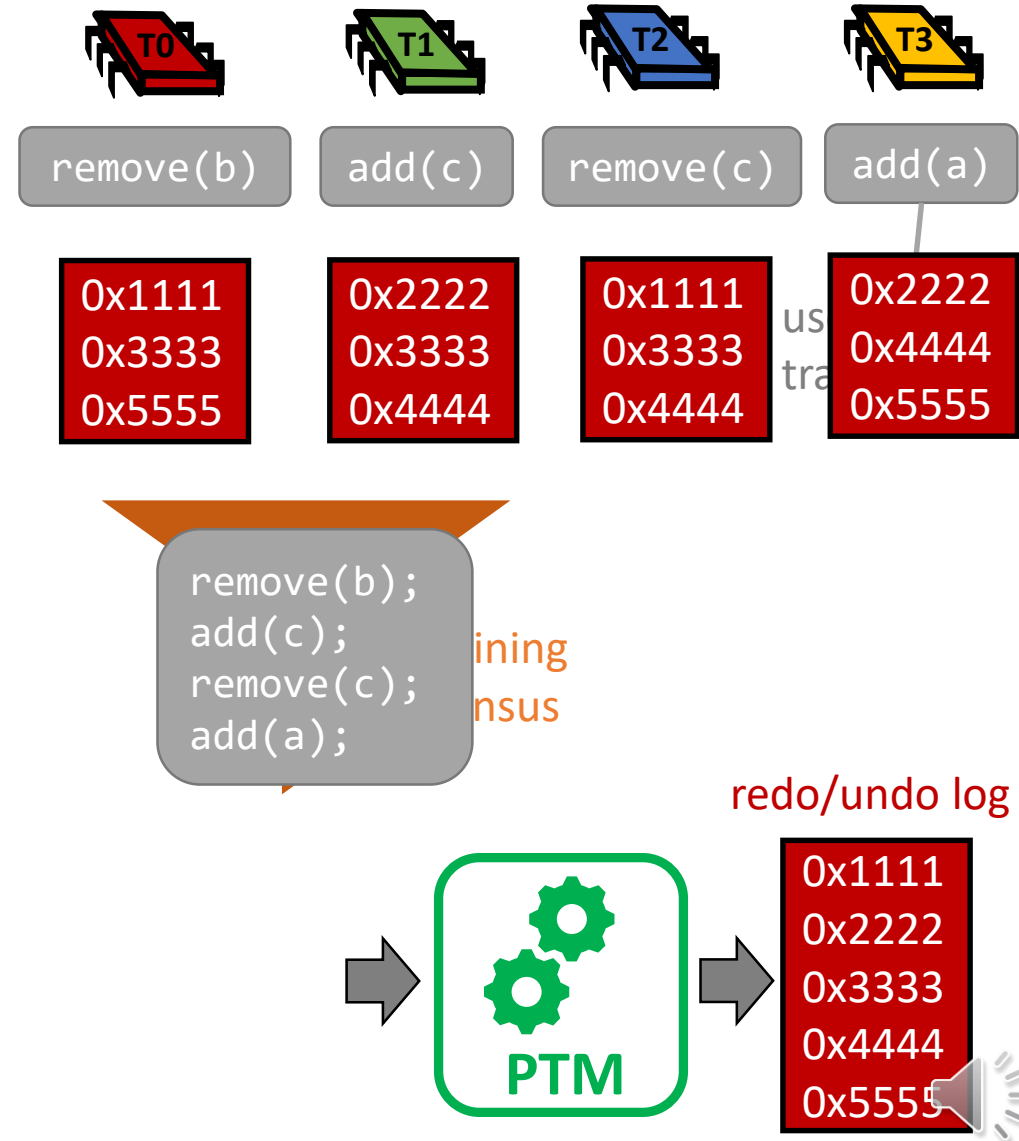 T0
T1
T2
T3
remove(b)
add(c)
remove(c)
add(a)
0x1111
0x3333
0x5555
0x2222
0x3333
0x4444
0x1111
0x3333
0x4444
0x2222
0x4444
0x5555
remove(b);
add(c);
remove(c);
add(a);
redo/undo log
PTM
0x1111
0x2222
0x3333
0x4444
0x5555